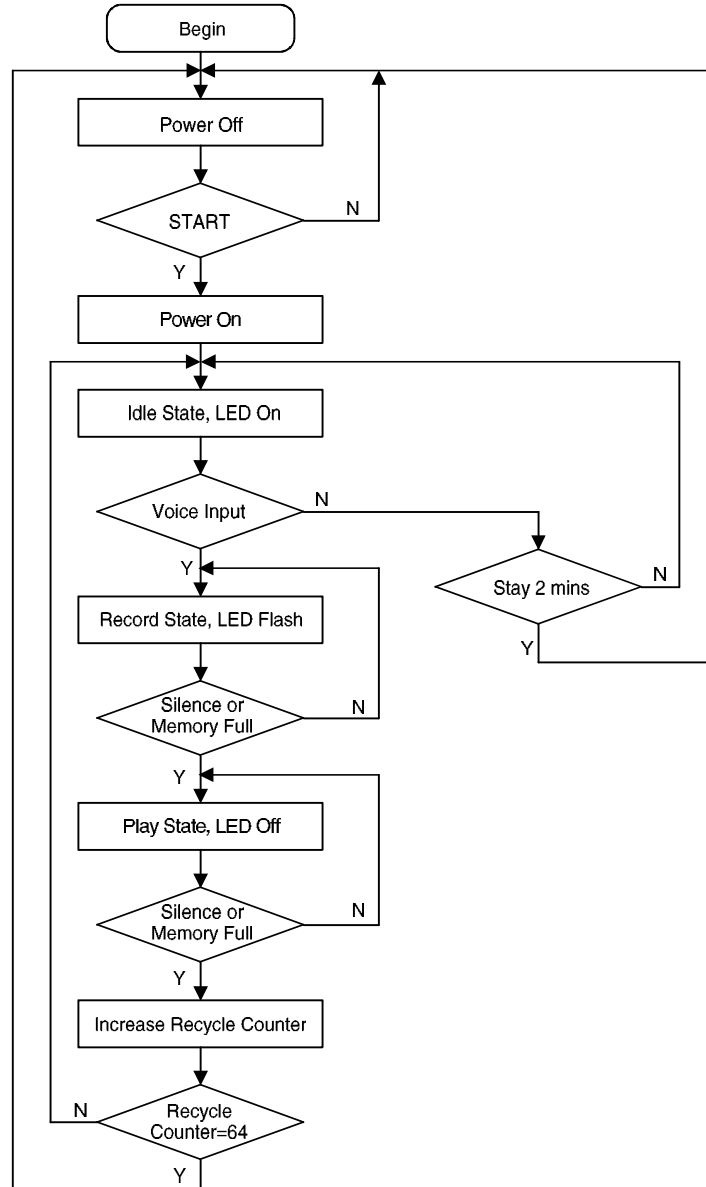 Begin
Power Off
START
N
Y
Power On
Idle State, LED On
Voice Input
N
Y
Stay 2 mins
N
Y
Record State, LED Flash
Silence or
Memory Full
N
Y
Play State, LED Off
Silence or
Memory Full
N
Y
Increase Recycle Counter
Recycle
Counter=64
N
Y